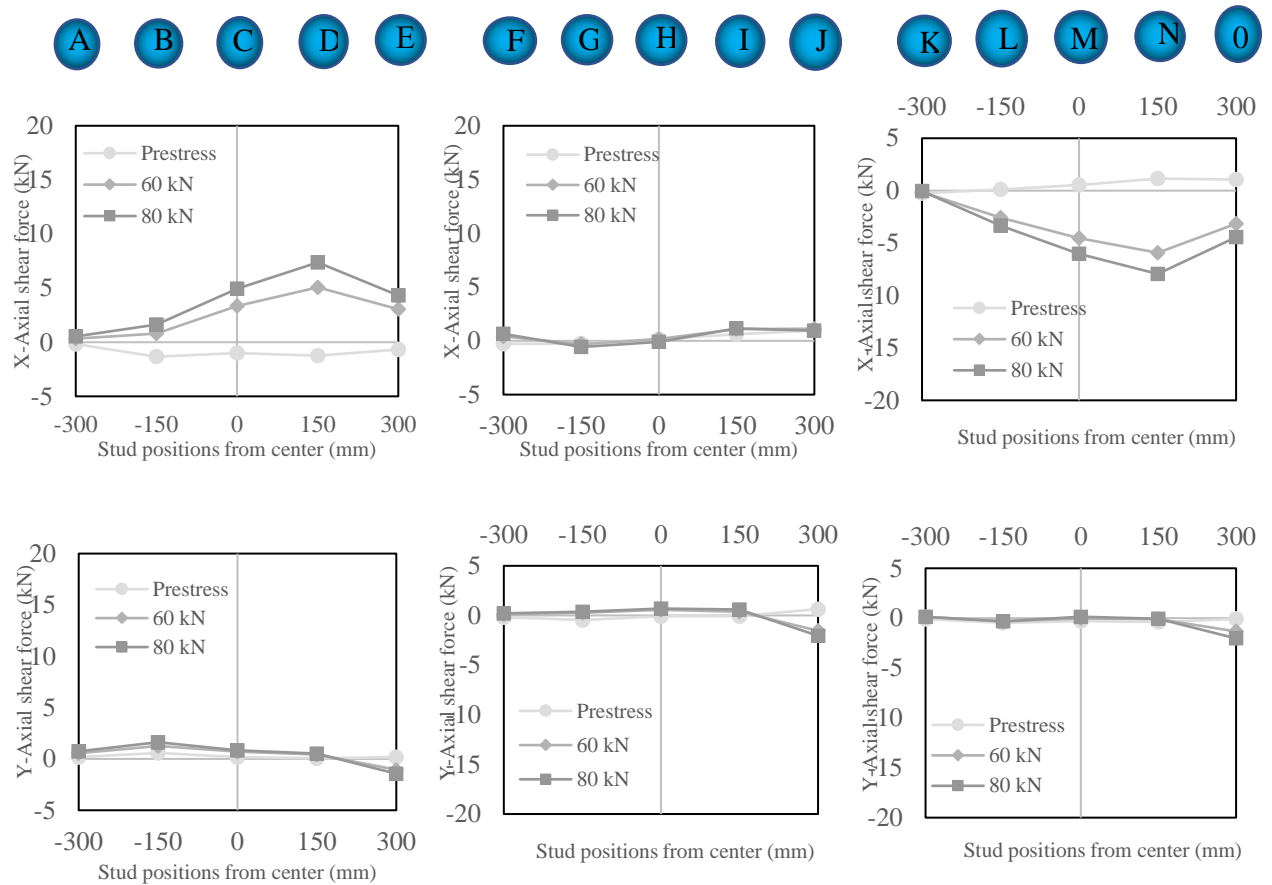 A B C D E F G H I J K L M N 0
-300 -150 0 150 300
20
15
10
5
0
-5
X-Axial shear force (kN)
Prestress
60 kN
80 kN
-300 -150 0 150 300
Stud positions from center (mm)
20
15
10
5
0
-5
X-Axial shear force (kN)
Prestress
60 kN
80 kN
-300 -150 0 150 300
Stud positions from center (mm)
5
0
-5
-10
-15
-20
X-Axial shear force (kN)
Prestress
60 kN
80 kN
Stud positions from center (mm)
20
15
10
5
0
-5
Y-Axial shear force (kN)
Prestress
60 kN
80 kN
-300 -150 0 150 300
Stud positions from center (mm)
-300 -150 0 150 300
5
0
-5
-10
-15
-20
Y-Axial shear force (kN)
Prestress
60 kN
80 kN
Stud positions from center (mm)
-300 -150 0 150 300
5
0
-5
-10
-15
-20
Y-Axial shear force (kN)
Prestress
60 kN
80 kN
Stud positions from center (mm)